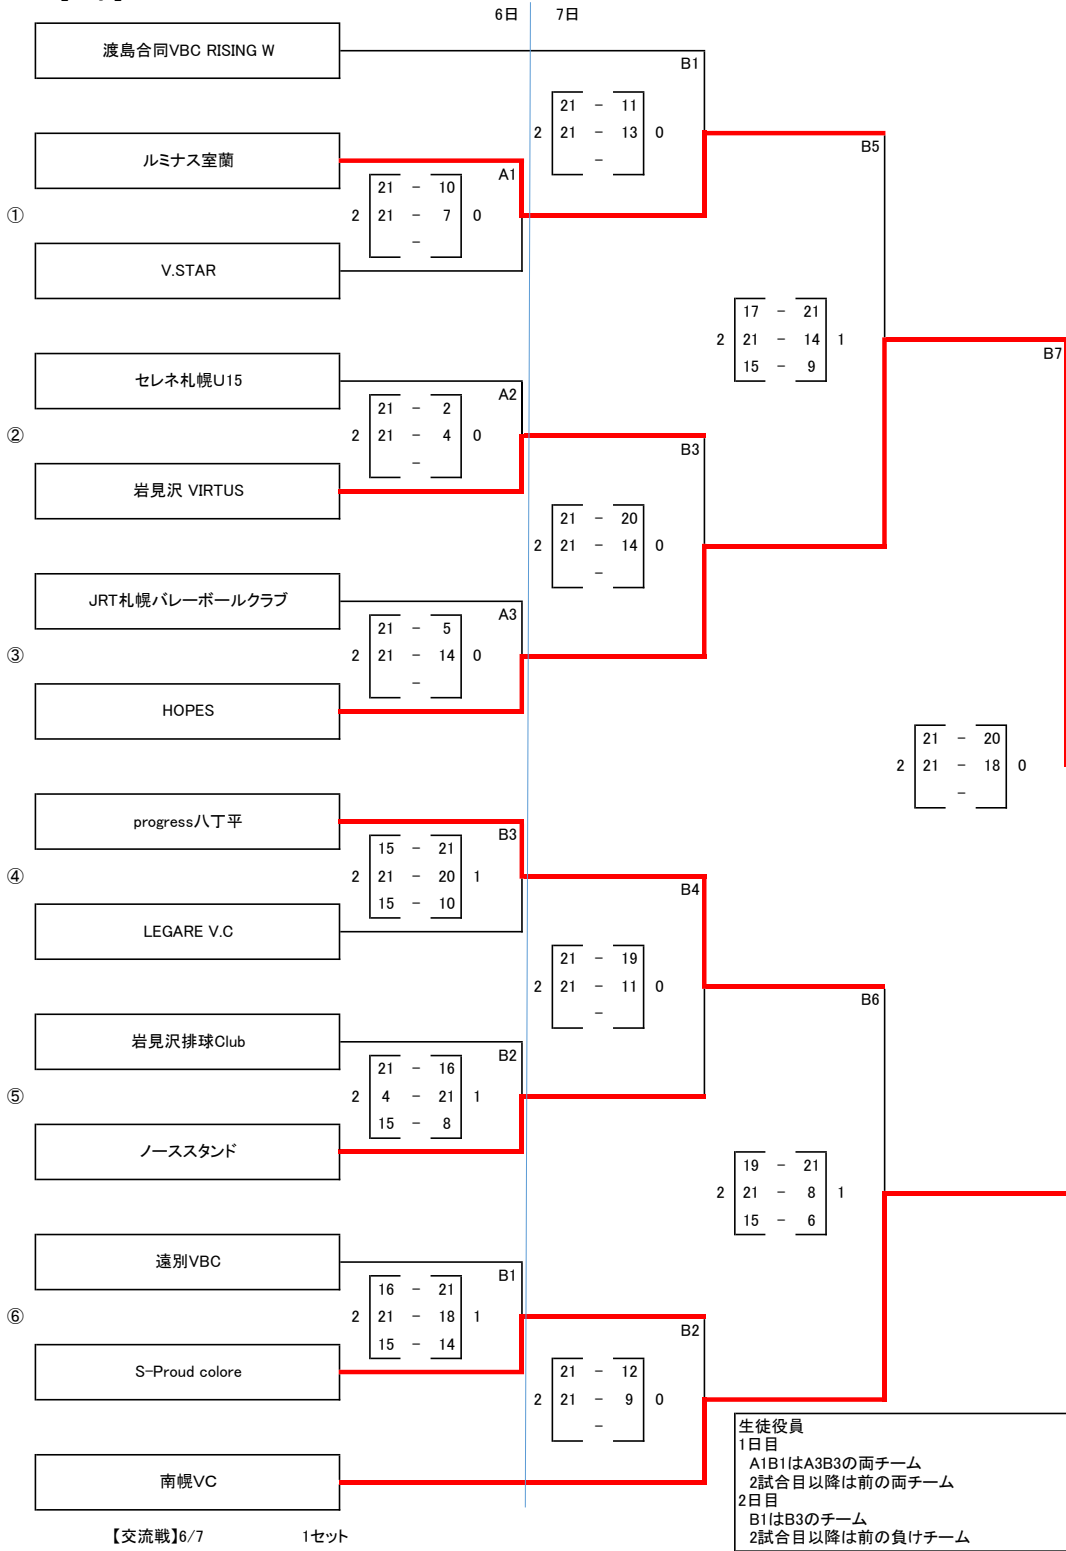 6日 7日
渡島合同VBC RISING W
B1
21 - 11
2 21 - 13 0
-
ルミナス室蘭
B5
A1
21 - 10
① 2 21 - 7 0
-
V.STAR
17 - 21
2 21 - 14 1
15 - 9
B7
セレネ札幌U15
A2
21 - 2
② 2 21 - 4 0
-
B3
岩見沢 VIRTUS
21 - 20
2 21 - 14 0
-
JRT札幌バレーボールクラブ
A3
21 - 5
③ 2 21 - 14 0
-
HOPES
21 - 20
2 21 - 18 0
-
progress八丁平
B3
15 - 21
④ 2 21 - 20 1
15 - 10
B4
LEGARE V.C
21 - 19
2 21 - 11 0
-
B6
岩見沢排球Club
B2
21 - 16
⑤ 2 4 - 21 1
15 - 8
ノーススタンド
19 - 21
2 21 - 8 1
15 - 6
遠別VBC
B1
16 - 21
⑥ 2 21 - 18 1
15 - 14
B2
S-Proud colore
21 - 12
2 21 - 9 0
-
南幌VC
生徒役員
1日目
A1B1はA3B3の両チーム
2試合目以降は前の両チーム
2日目
B1はB3のチーム
2試合目以降は前の負けチーム
【交流戦】6/7 1セット